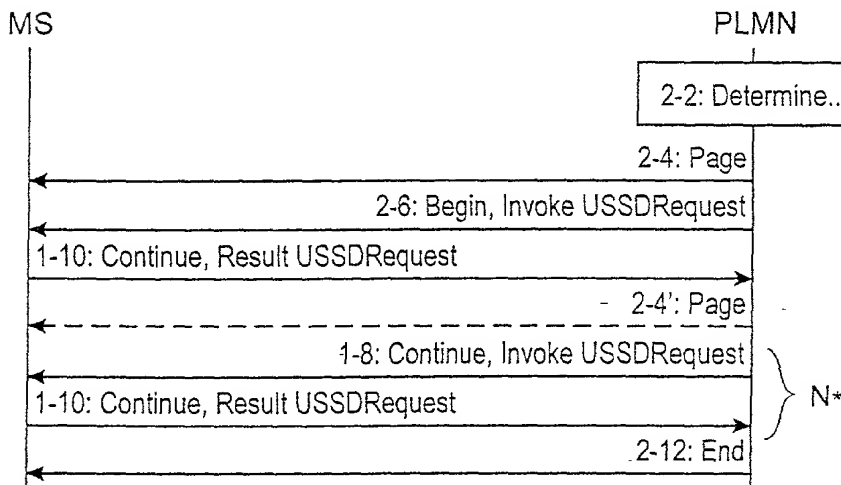 MS
PLMN
2-2: Determine..
2-4: Page
2-6: Begin, Invoke USSDRequest
1-10: Continue, Result USSDRequest
2-4': Page
1-8: Continue, Invoke USSDRequest
1-10: Continue, Result USSDRequest
N*
2-12: End